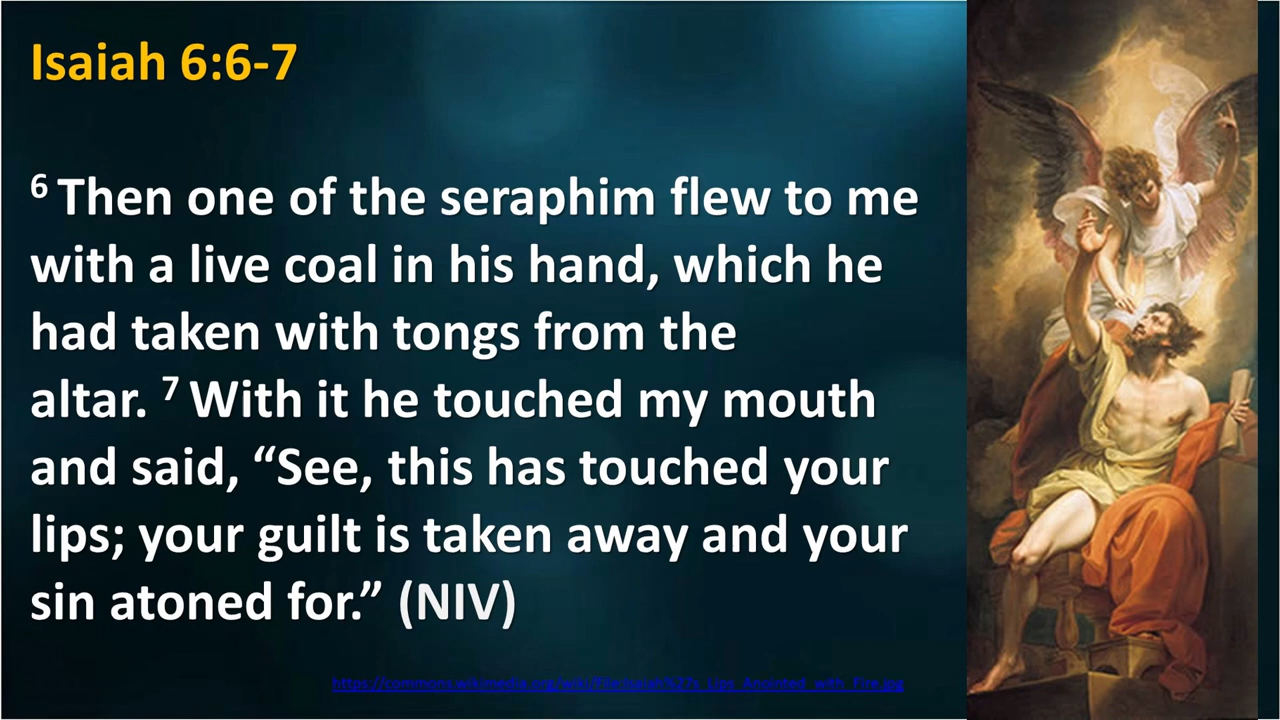 Isaiah 6:6-7
6 Then one of the seraphim flew to me
with a live coal in his hand, which he
had taken with tongs from the
altar. 7 With it he touched my mouth
and said, “See, this has touched your
lips; your guilt is taken away and your
sin atoned for.” (NIV)
https://commons.wikimedia.org/wiki/File:Isaiah%27s_Lips_Anointed_with_Fire.jpg